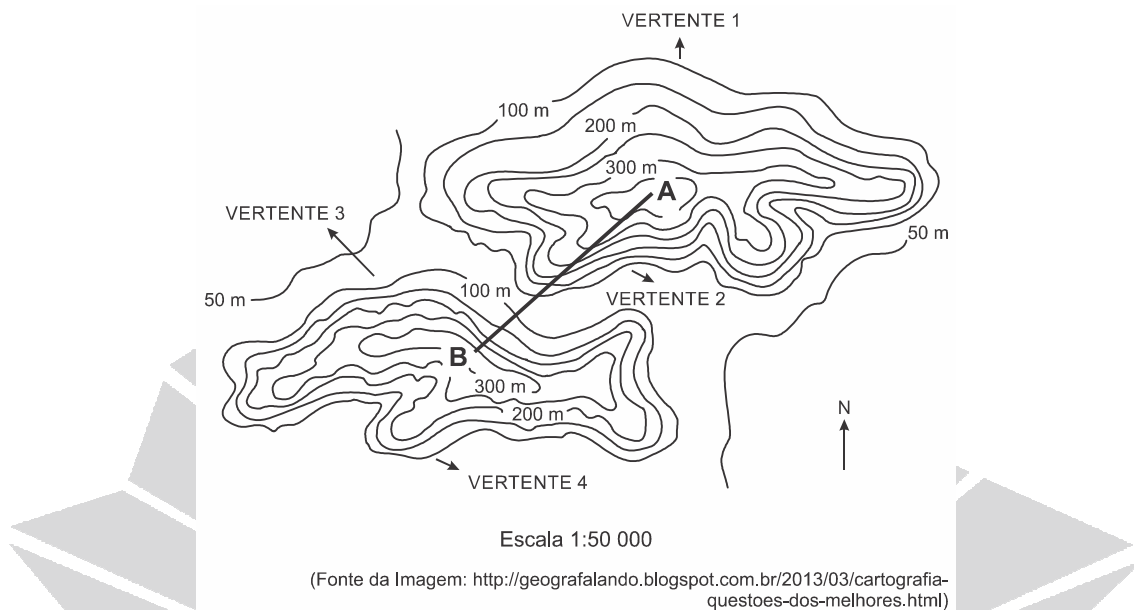 VERTENTE 1
100 m
200 m
300 m
A
VERTENTE 3
50 m
50 m
100 m
VERTENTE 2
B
300 m
200 m
N
VERTENTE 4
Escala 1:50 000
(Fonte da Imagem: http://geografalando.blogspot.com.br/2013/03/cartografia-
questoes-dos-melhores.html)